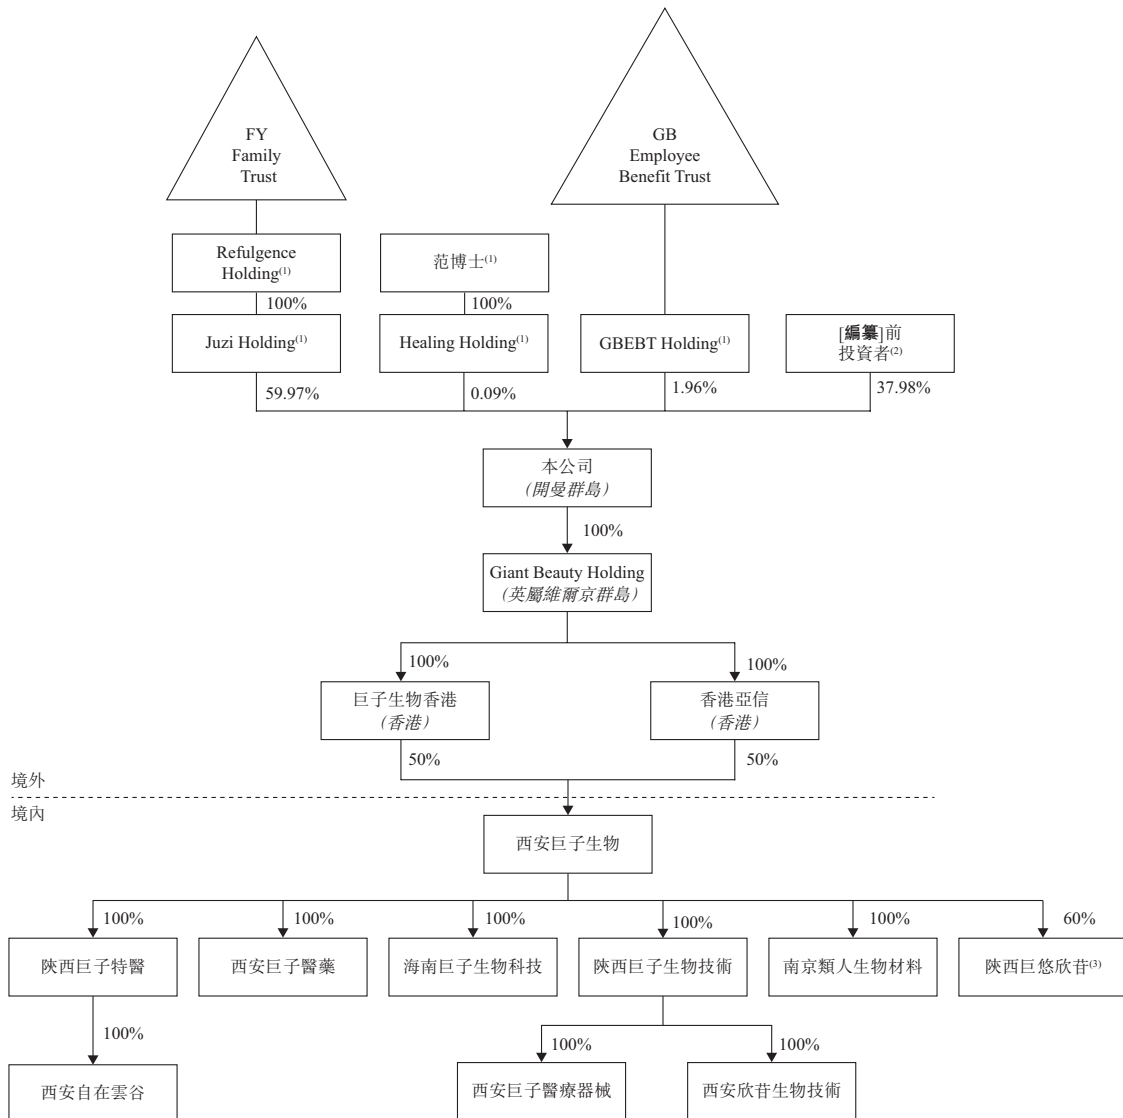 FY
Family
Trust
GB
Employee
Benefit Trust
Refulgence
Holding(1)
范博士(1)
100%
100%
Juzi Holding(1)
Healing Holding(1)
GBEBT Holding(1)
[編纂]前
投資者(2)
59.97%
0.09%
1.96%
37.98%
本公司
(開曼群島)
100%
Giant Beauty Holding
(英屬維爾京群島)
100%
100%
巨子生物香港
(香港)
香港亞信
(香港)
50%
50%
境外
境內
西安巨子生物
100%
100%
100%
100%
100%
60%
陝西巨子特醫
西安巨子醫藥
海南巨子生物科技
陝西巨子生物技術
南京類人生物材料
陝西巨悠欣苷(3)
100%
100%
100%
西安自在雲谷
西安巨子醫療器械
西安欣苷生物技術